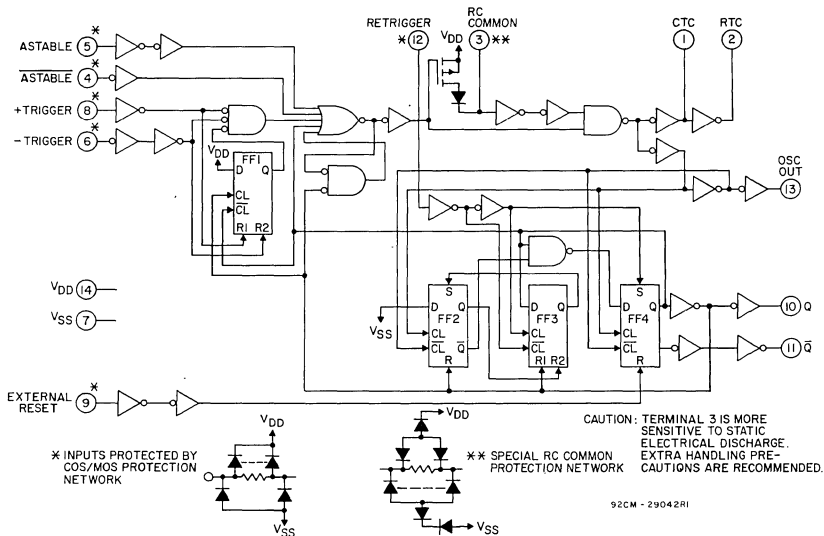 RETRIGGER
* 12
RC
COMMON
3 **
CTC
1
RTC
2
VDD
ASTABLE 5 *
ASTABLE 4 *
+TRIGGER 8 *
-TRIGGER 6 *
VDD
FF1
D Q
CL
CL
R1 R2
OSC
OUT
13
VDD 14
VSS 7
VSS
S
D Q
FF2
CL
CL Q
R
D Q
FF3
CL
CL
R1 R2
S
D Q
FF4
CL
CL
R
10 Q
11 Q̅
EXTERNAL
RESET 9 *
* INPUTS PROTECTED BY
COS/MOS PROTECTION
NETWORK
VDD
VSS
VDD
VSS
** SPECIAL RC COMMON
PROTECTION NETWORK
CAUTION: TERMINAL 3 IS MORE
SENSITIVE TO STATIC
ELECTRICAL DISCHARGE.
EXTRA HANDLING PRE-
CAUTIONS ARE RECOMMENDED.
92CM-29042R1